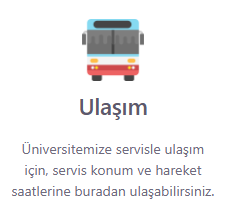 Ulaşım
Üniversitemize servisle ulaşım
için, servis konum ve hareket
saatlerine buradan ulaşabilirsiniz.